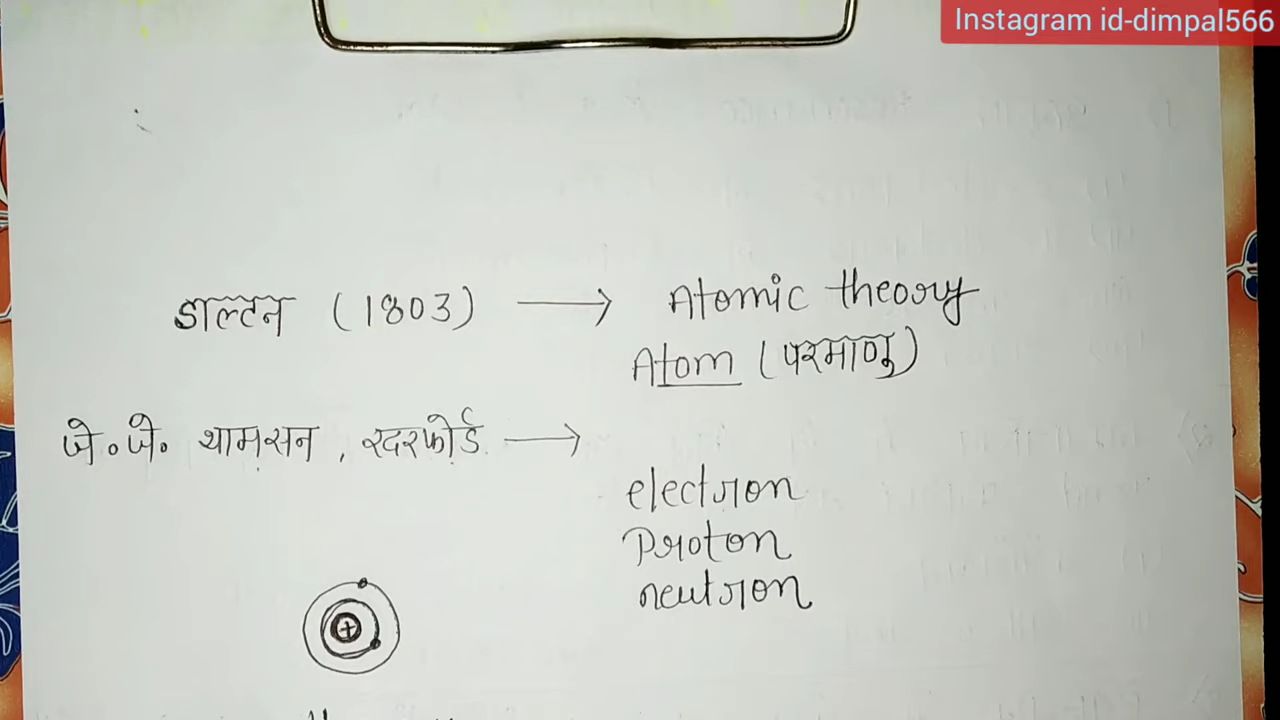 Instagram id-dimpal566
डाल्टन (1803) → Atomic theory
Atom (परमाणु)
जे०जे० थामसन, रदरफोर्ड →
electron
Proton
neutron
+